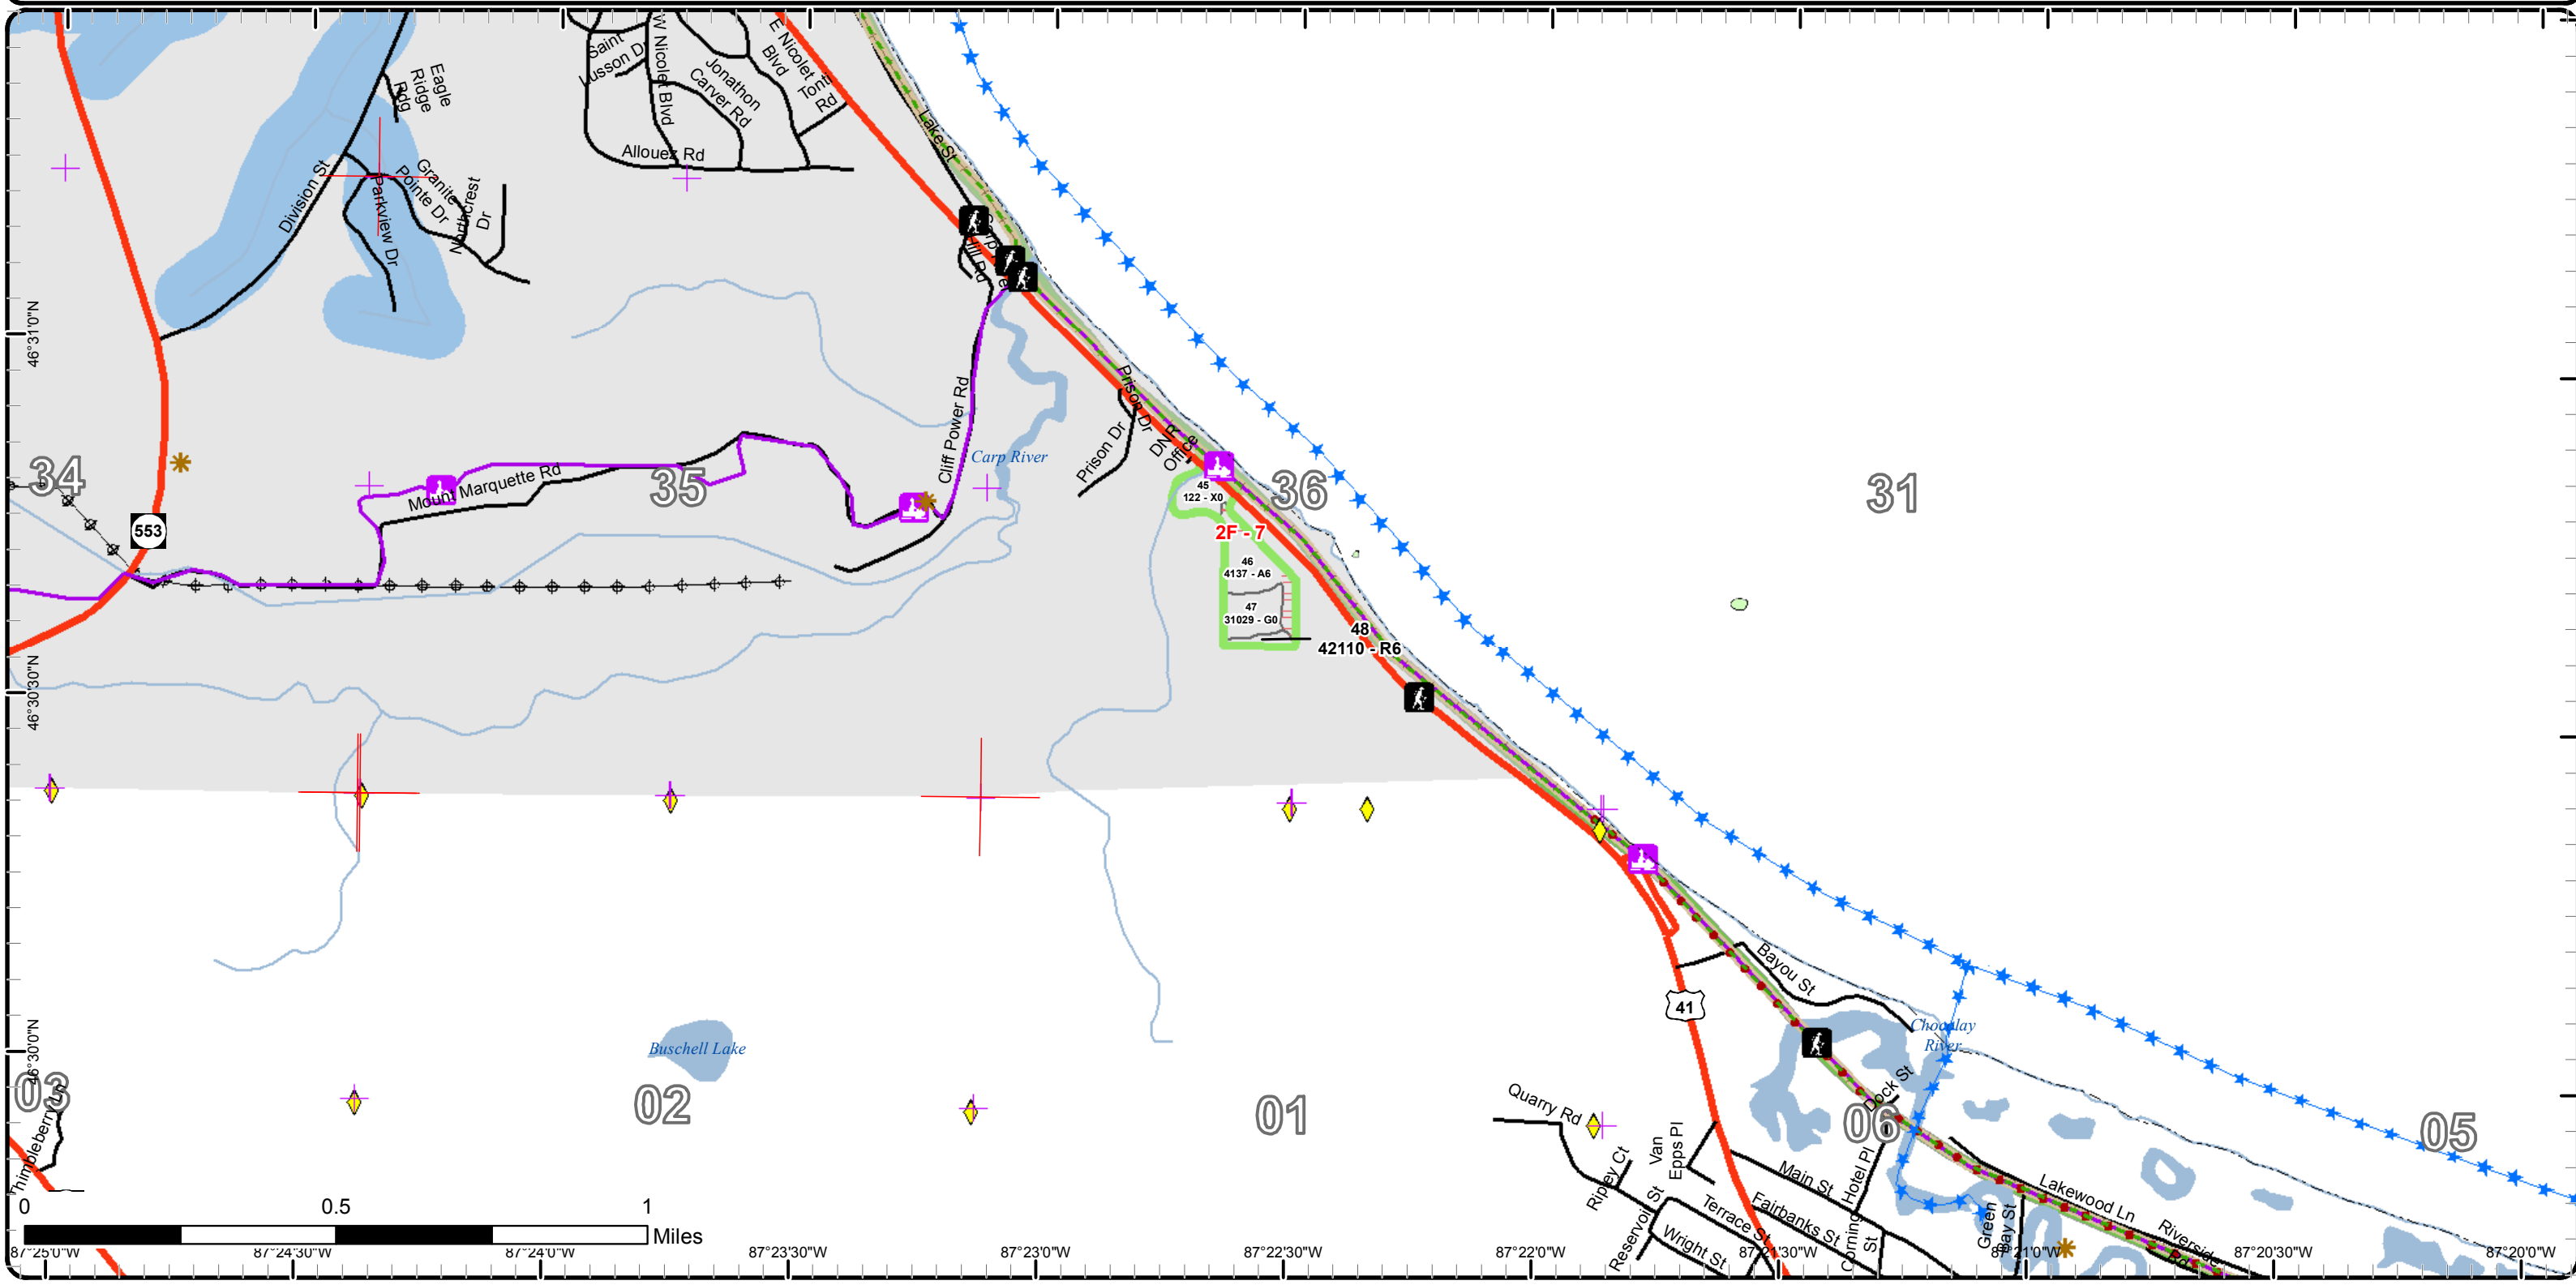 Saint
Lusson Dr
W Nicolet Blvd
Jonathon
Carver Rd
E Nicolet
Blvd
Tonti
Rd
Allouez Rd
Eagle
Ridge
Rdg
Division St
Parkview Dr
Granite
Pointe Dr
Northcrest
Dr
Lake St
46°31'0"N
Cliff Power Rd
Carp River
Prison Dr
Prison Dr
DNR
Office
34
35
36
31
Mount Marquette Rd
553
45
122 - X0
2F - 7
46
4137 - A6
47
31029 - G0
48
42110 - R6
46°30'30"N
Bayou St
41
Chocolay
River
46°30'0"N
Buschell Lake
03
02
01
06
05
Thimbleberry Ln
Quarry Rd
Dock St
Van
Epps Pl
Ripley Ct
Main St
Hotel Pl
Reservoir St
Terrace St
Fairbanks St
Corning
St
Wright St
Green
Bay St
Lakewood Ln
Riverside
Rd
0 0.5 1
Miles
87°25'0"W 87°24'30"W 87°24'0"W 87°23'30"W 87°23'0"W 87°22'30"W 87°22'0"W 87°21'30"W 87°21'0"W 87°20'30"W 87°20'0"W